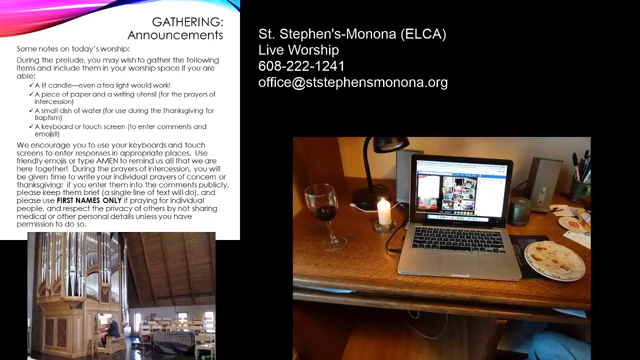 GATHERING:
Announcements
Some notes on today's worship:
During the prelude, you may wish to gather the following
items and include them in your worship space if you are
able:
✓A lit candle—even a tea light would work!
✓A piece of paper and a writing utensil (for the prayers of
intercession)
✓A small dish of water (for use during the Thanksgiving for
Baptism)
✓A keyboard or touch screen (to enter comments and
emojis!)
We encourage you to use your keyboards and touch
screens to enter responses in appropriate places. Use
friendly emojis or type AMEN to remind us all that we are
here together! During the prayers of intercession, you will
be given time to write your individual prayers of concern or
thanksgiving; if you enter them into the comments publicly,
please keep them brief (a single line of text will do), and
please use FIRST NAMES ONLY if praying for individual
people, and respect the privacy of others by not sharing
medical or other personal details unless you have
permission to do so.
St. Stephen's-Monona (ELCA)
Live Worship
608-222-1241
office@ststephensmonona.org